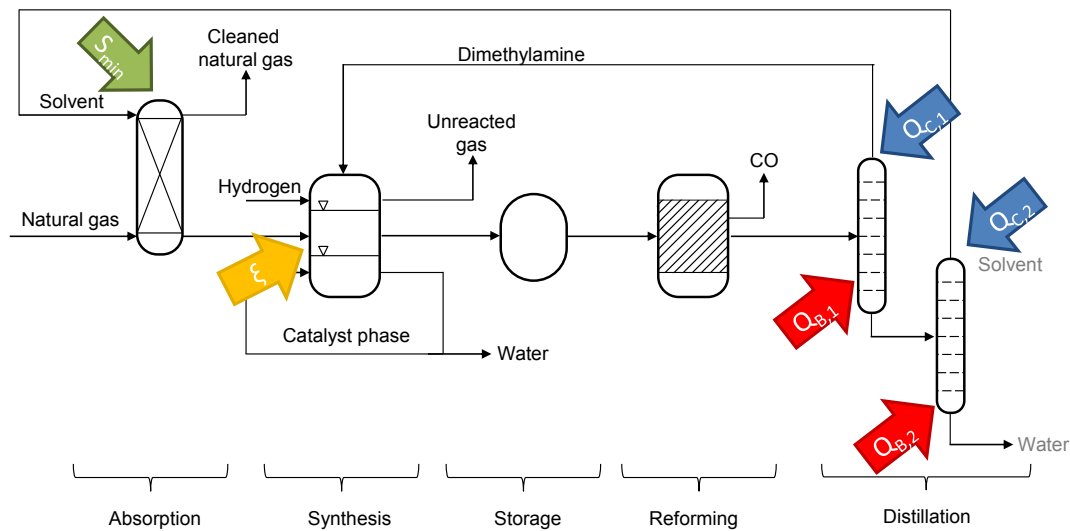 Cleaned
natural gas
S min
Solvent
Natural gas
Dimethylamine
Unreacted
gas
Hydrogen
ξ
Catalyst phase
Water
CO
Q C,1
Q C,2
Solvent
Q B,1
Q B,2
Water
Absorption
Synthesis
Storage
Reforming
Distillation